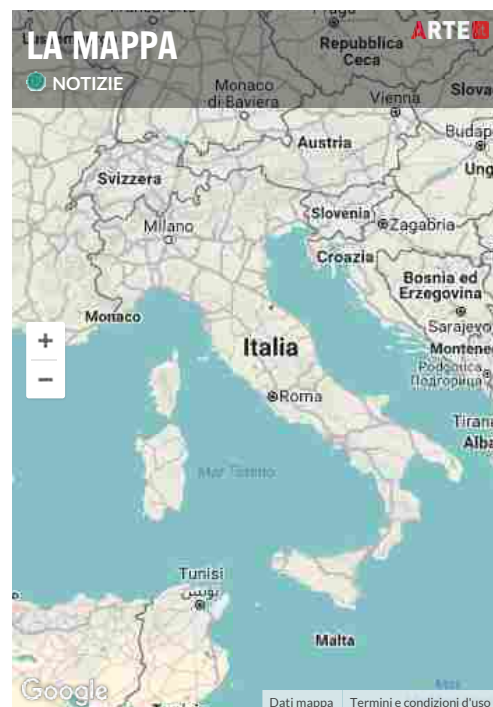 LA MAPPA
ARTE
NOTIZIE
Repubblica
Ceca
Monaco
di Baviera
Vienna
Slova
Austria
Budap
Ung
Svizzera
Milano
Slovenia
Zagabria
Croazia
Bosnia ed
Erzegovina
Monaco
Sarajevo
Montene
Italia
Podgorica
Подгорица
Roma
Tiran
Alba
Mar Tirreno
Tunisi
تونس
Malta
Google
Dati mappa
Termini e condizioni d'uso